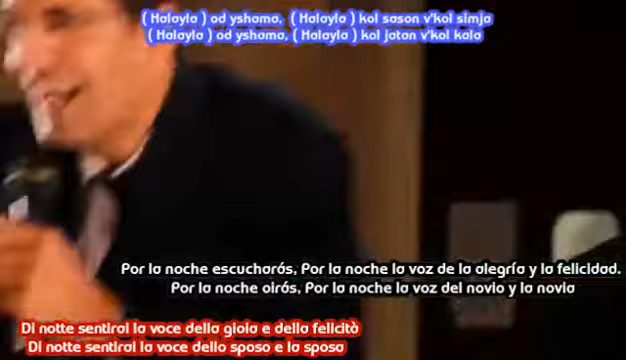 ( Halayla ) od yshama, ( Halayla ) kol sason v'kol simja
( Halayla ) od yshama, ( Halayla ) kol jatan v'kol kala
Por la noche escucharás, Por la noche la voz de la alegría y la felicidad.
Por la noche oirás, Por la noche la voz del novio y la novia
Di notte sentirai la voce della gioia e della felicità
Di notte sentirai la voce dello sposo e la sposa